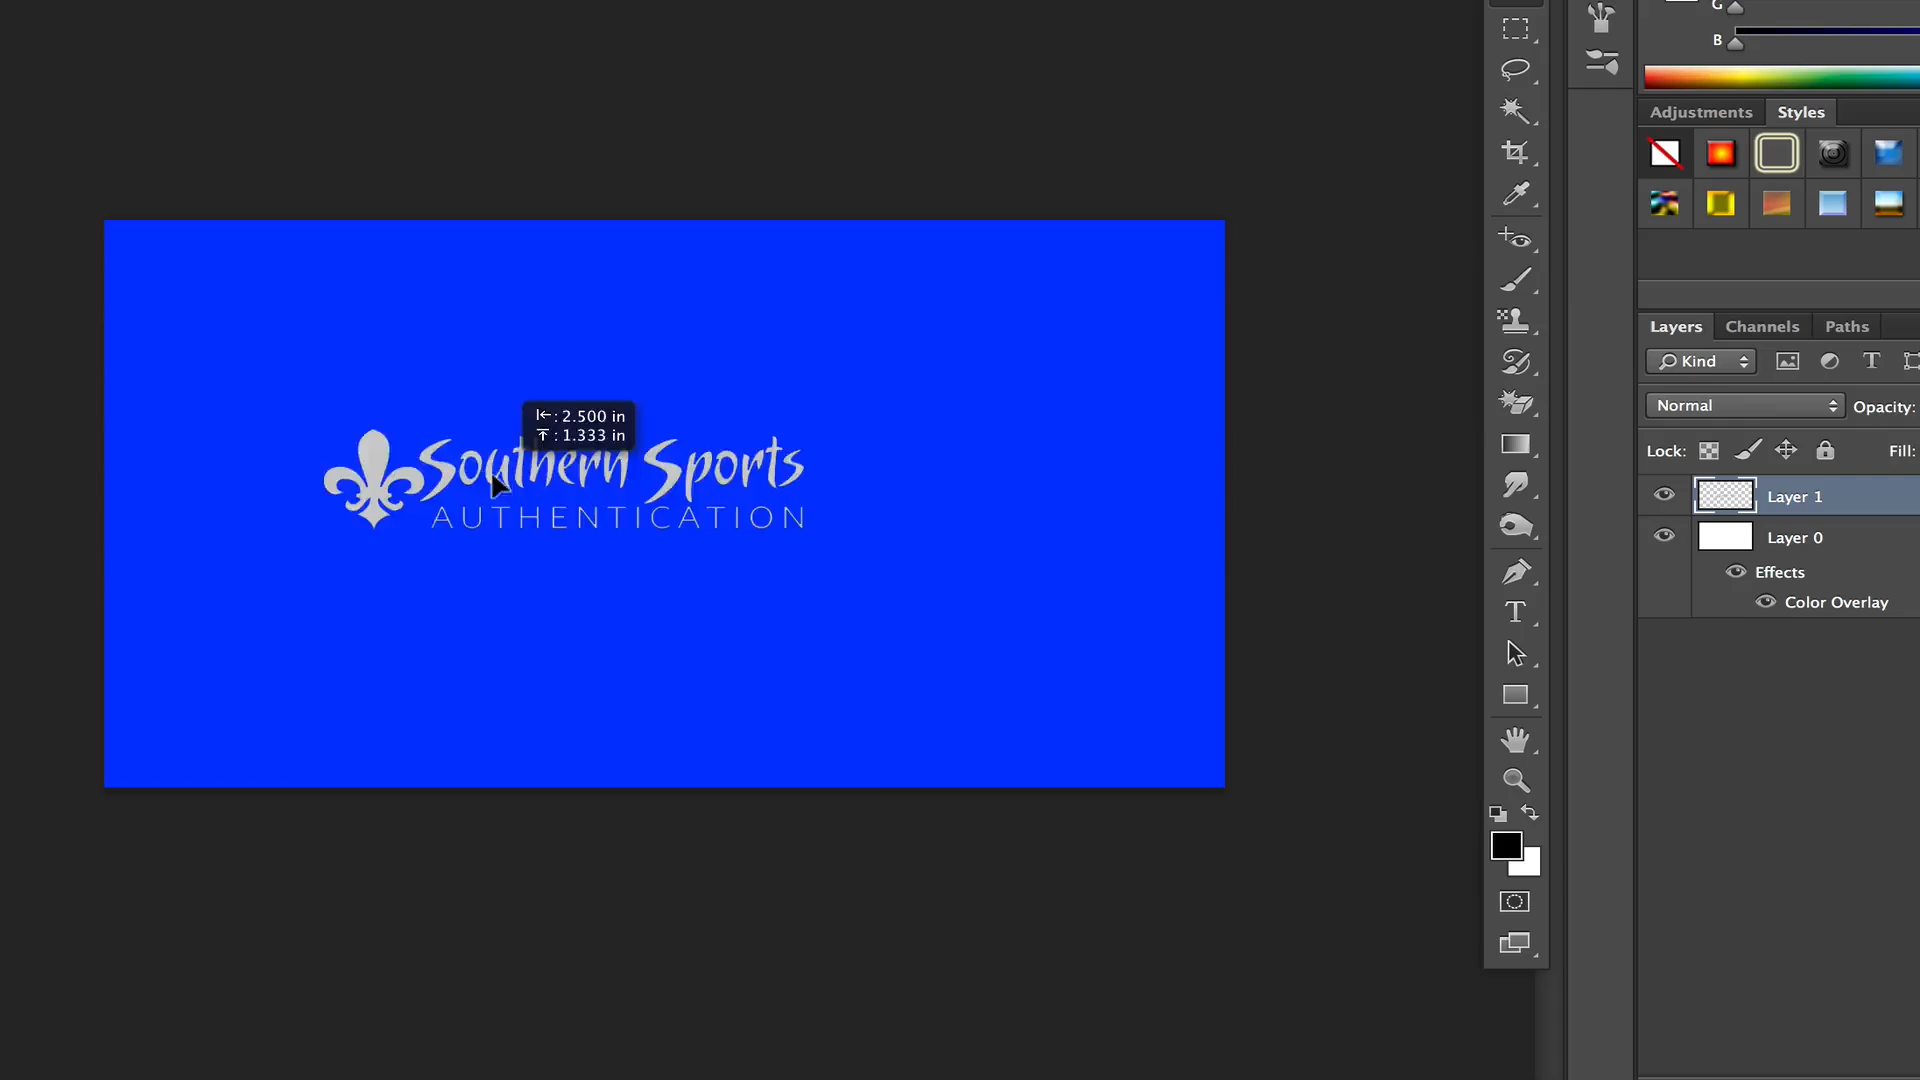 G
B
Adjustments Styles
Layers Channels Paths
Kind
Normal Opacity:
Lock: Fill:
Layer 1
Layer 0
Effects
Color Overlay
: 2.500 in
: 1.333 in
Southern Sports
AUTHENTICATION